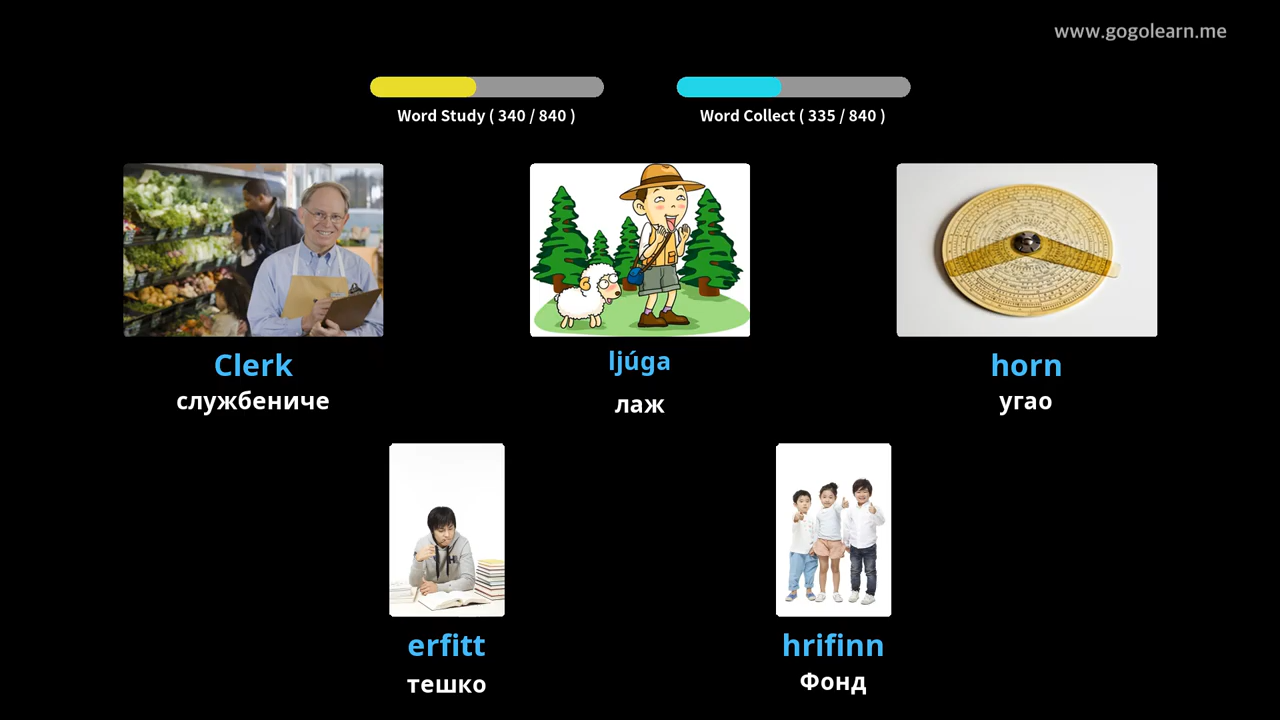 www.gogolearn.me
Word Study ( 340 / 840 )
Word Collect ( 335 / 840 )
Clerk
службениче
ljúga
лаж
horn
угао
erfitt
тешко
hrifinn
Фонд